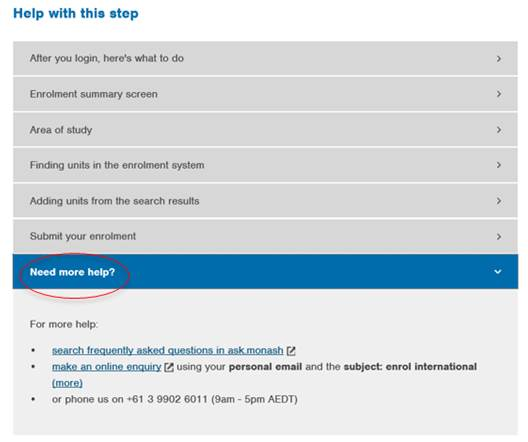 Help with this step
After you login, here's what to do
Enrolment summary screen
Area of study
Finding units in the enrolment system
Adding units from the search results
Submit your enrolment
Need more help?
For more help:
• search frequently asked questions in ask.monash
• make an online enquiry using your personal email and the subject: enrol international
(more)
• or phone us on +61 3 9902 6011 (9am - 5pm AEDT)